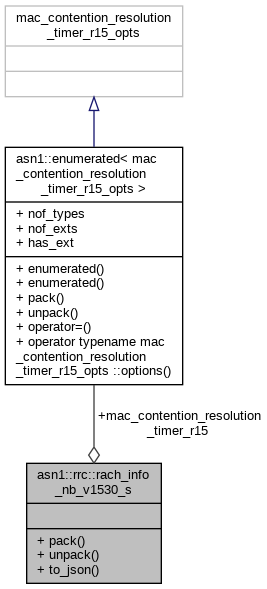 mac_contention_resolution
_timer_r15_opts
asn1::enumerated< mac
_contention_resolution
_timer_r15_opts >
+ nof_types
+ nof_exts
+ has_ext
+ enumerated()
+ enumerated()
+ pack()
+ unpack()
+ operator=()
+ operator typename mac
_contention_resolution
_timer_r15_opts ::options()
+mac_contention_resolution
_timer_r15
asn1::rrc::rach_info
_nb_v1530_s
+ pack()
+ unpack()
+ to_json()